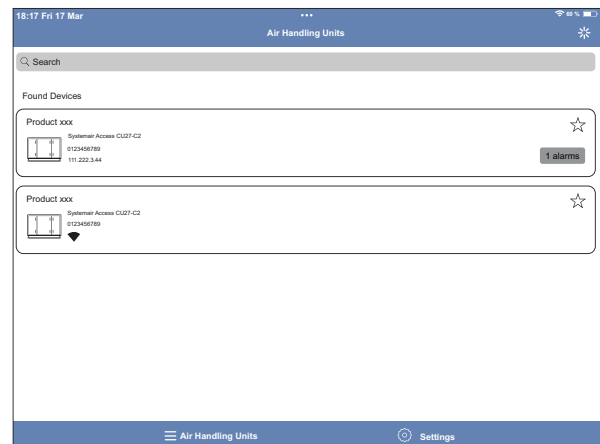 18:17 Fri 17 Mar
69 %
Air Handling Units
Search
Found Devices
Product xxx
Systemair Access CU27-C2
0123456789
111.222.3.44
1 alarms
Product xxx
Systemair Access CU27-C2
0123456789
Air Handling Units
Settings